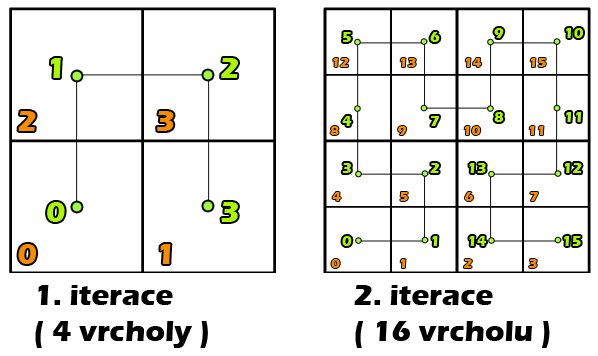 1 2
2 3
0 3
0 1
1. iterace
( 4 vrcholy )
5 6 9 10
12 13 14 15
4 7 8 11
8 9 10 11
3 2 13 12
4 5 6 7
0 1 14 15
0 1 2 3
2. iterace
( 16 vrcholu )